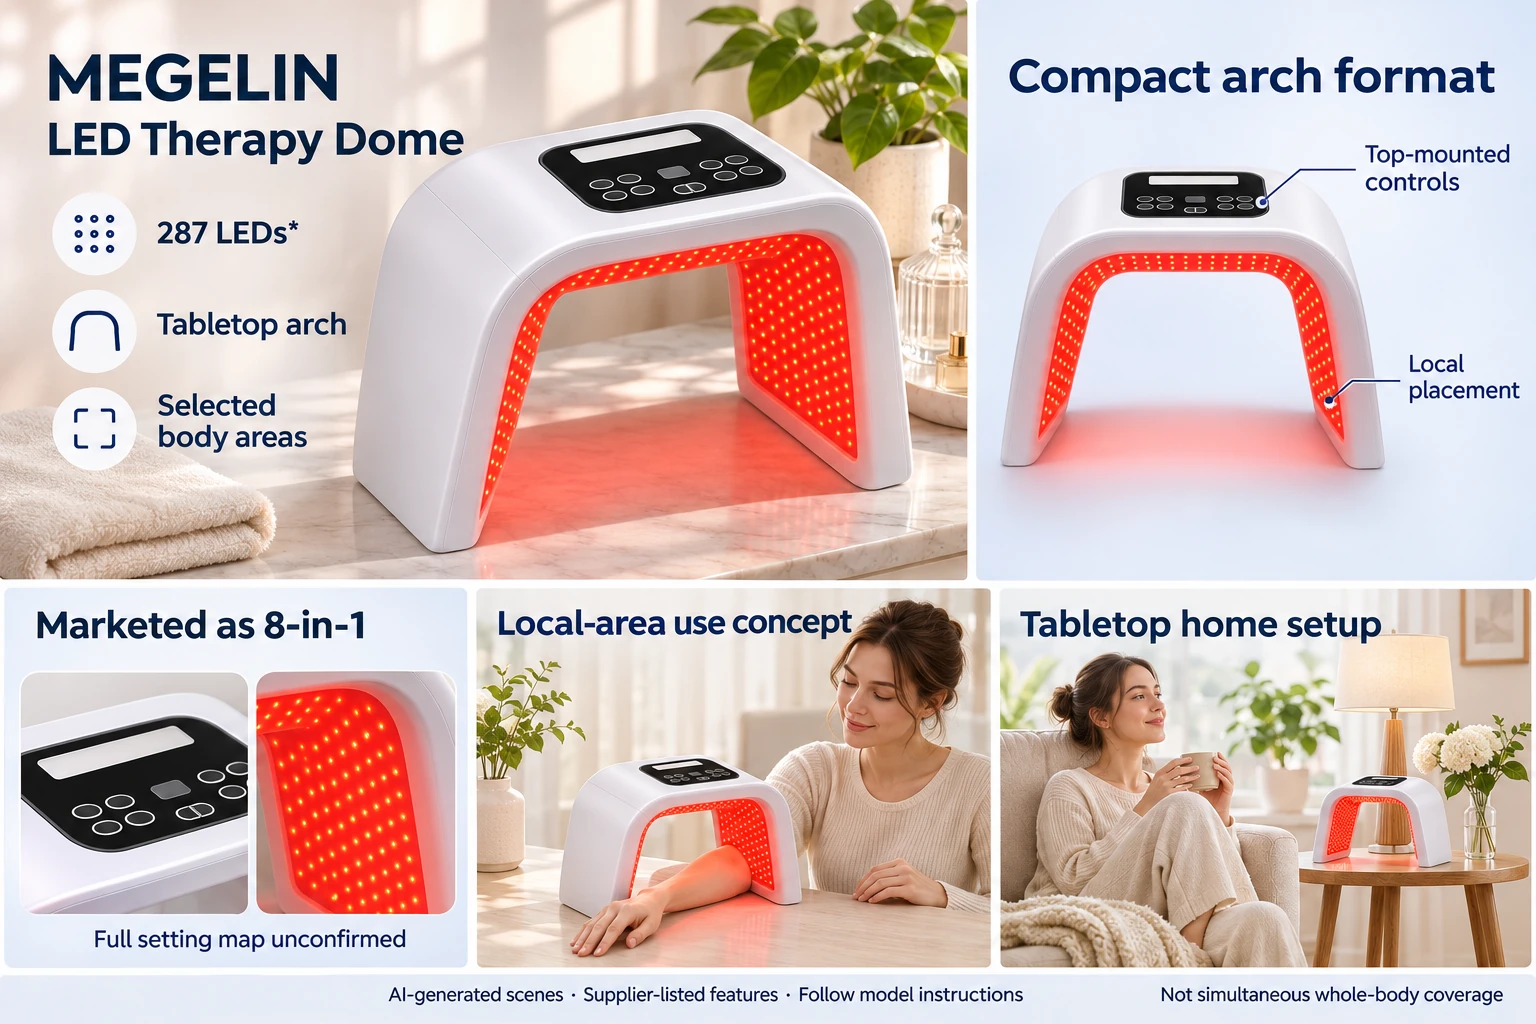 MEGELIN
LED Therapy Dome
287 LEDs*
Tabletop arch
Selected
body areas
Compact arch format
Top-mounted
controls
Local
placement
Marketed as 8-in-1
Full setting map unconfirmed
Local-area use concept
Tabletop home setup
AI-generated scenes · Supplier-listed features · Follow model instructions
Not simultaneous whole-body coverage